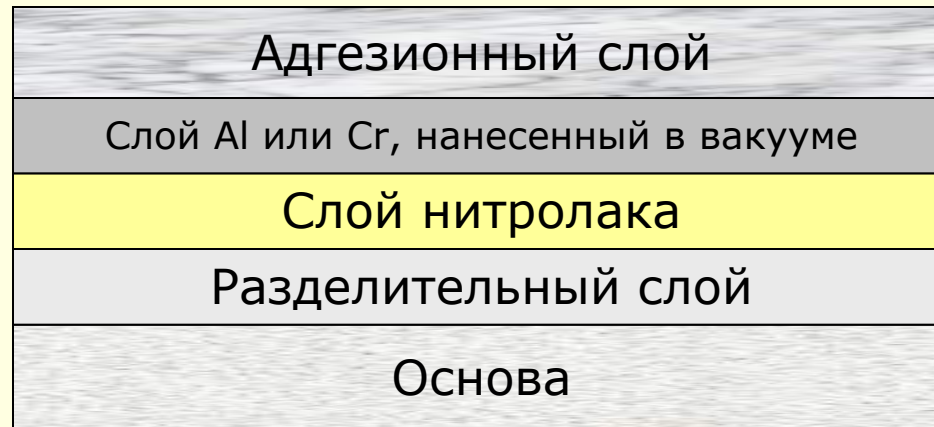 Адгезионный слой
Слой Al или Cr, нанесенный в вакууме
Слой нитролака
Разделительный слой
Основа